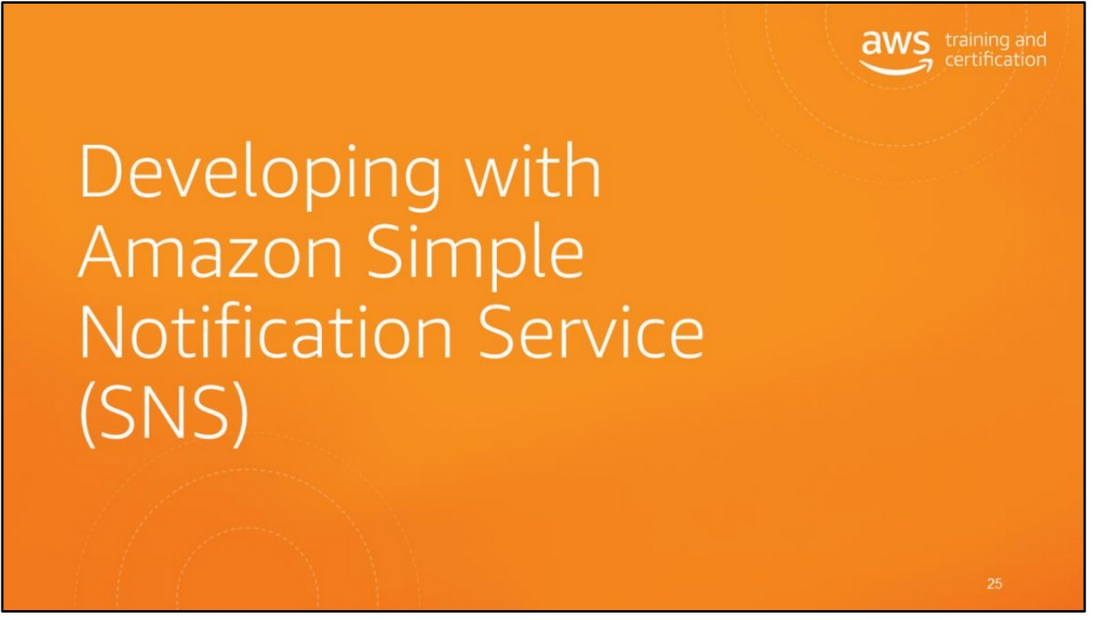 aws training and
certification
Developing with
Amazon Simple
Notification Service
(SNS)
25